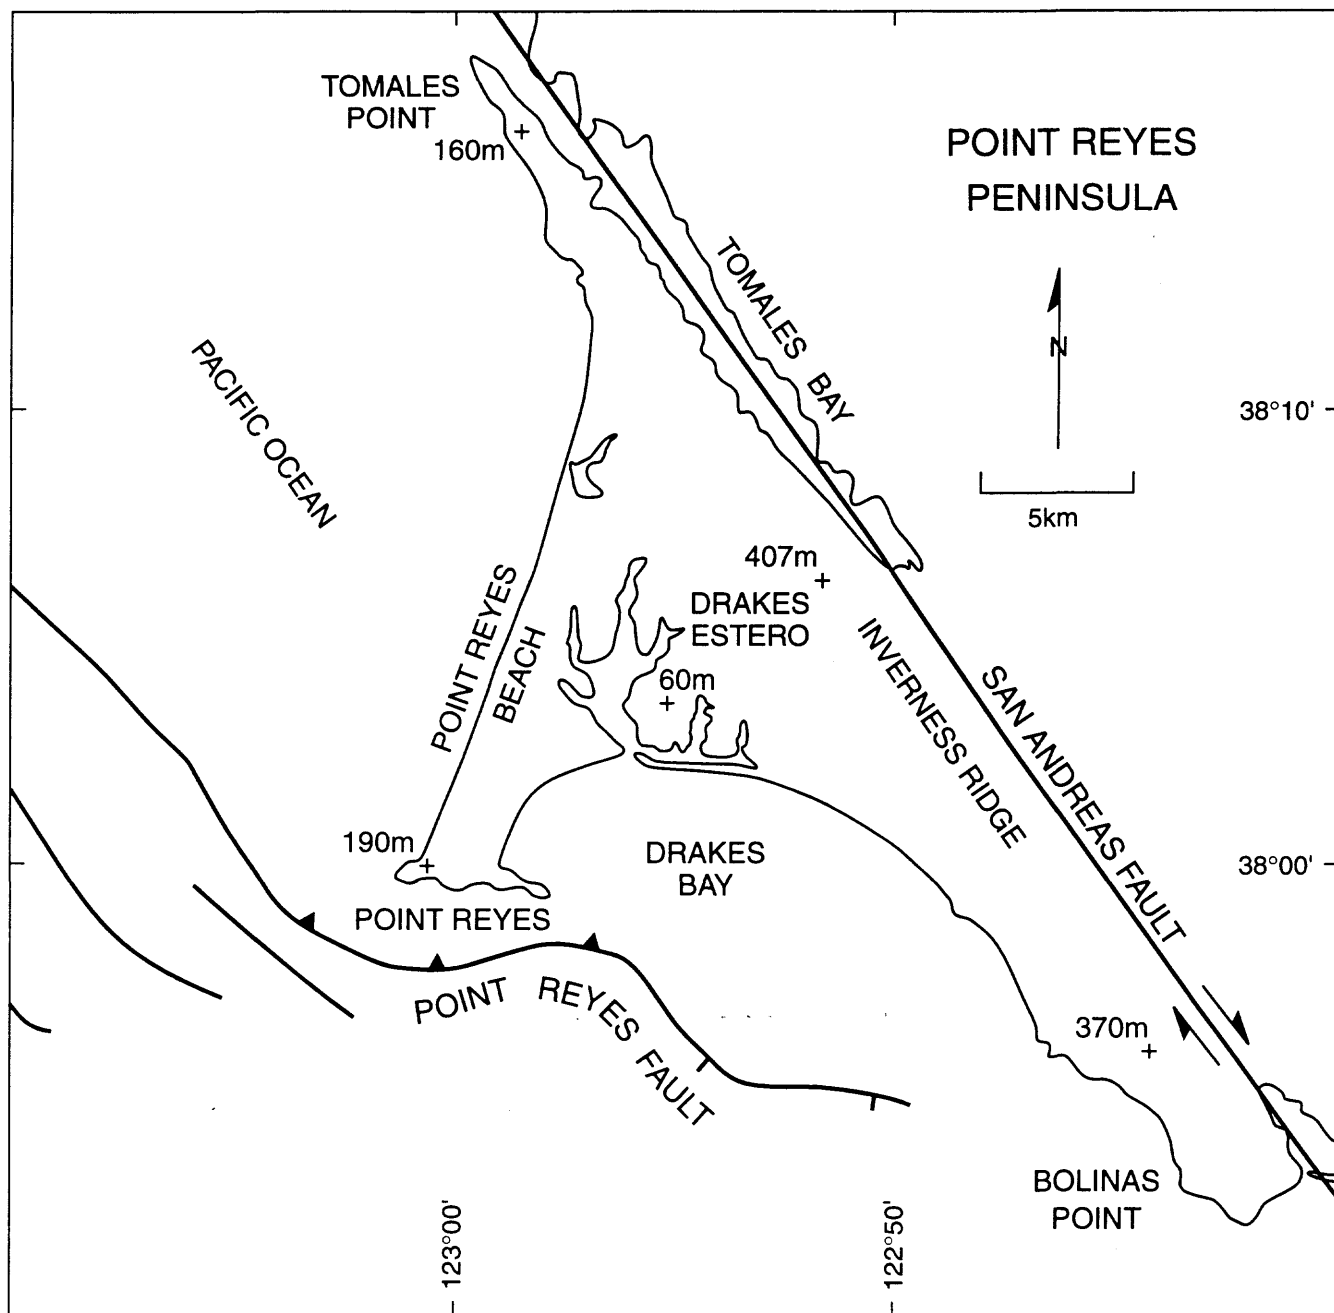 TOMALES
POINT
160m
POINT REYES
PENINSULA
TOMALES BAY
N
PACIFIC OCEAN
38°10'
5km
407m
DRAKES
ESTERO
POINT REYES
BEACH
60m
INVERNESS RIDGE
SAN ANDREAS FAULT
190m
DRAKES
BAY
38°00'
POINT REYES
POINT REYES FAULT
370m
BOLINAS
POINT
123°00'
122°50'